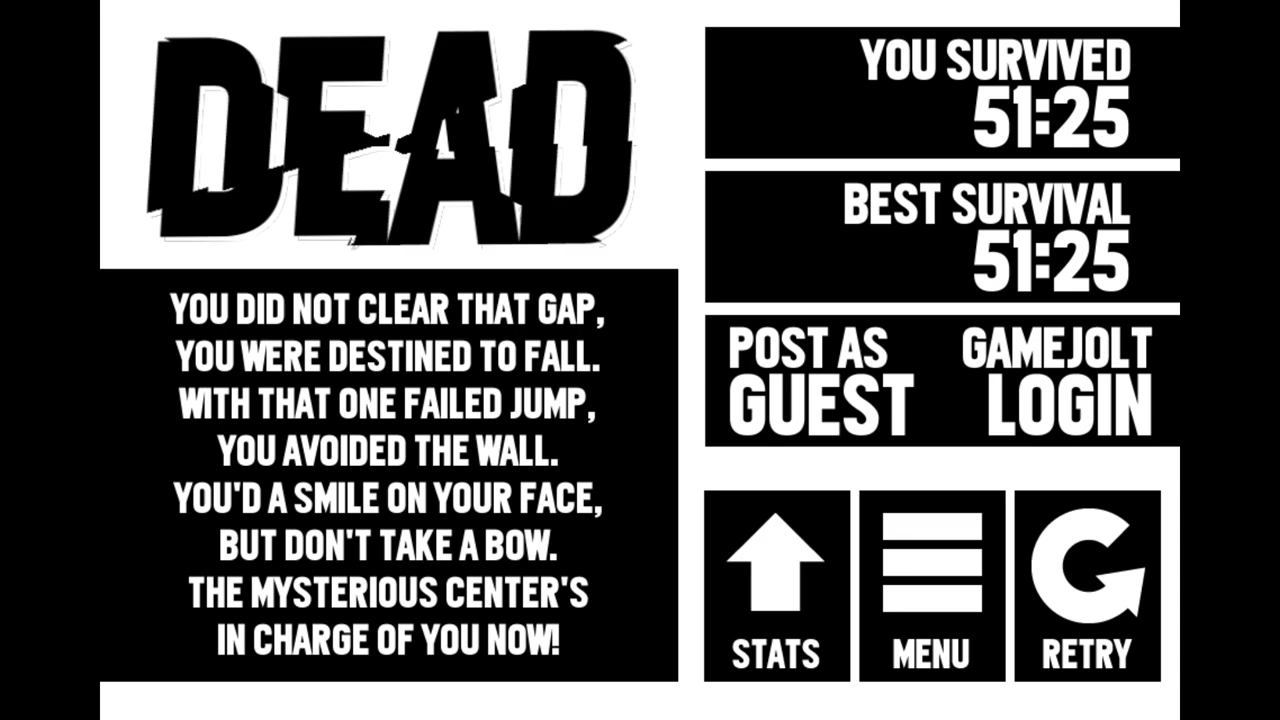 DEAD
YOU DID NOT CLEAR THAT GAP,
YOU WERE DESTINED TO FALL.
WITH THAT ONE FAILED JUMP,
YOU AVOIDED THE WALL.
YOU'D A SMILE ON YOUR FACE,
BUT DON'T TAKE A BOW.
THE MYSTERIOUS CENTER'S
IN CHARGE OF YOU NOW!
YOU SURVIVED
51:25
BEST SURVIVAL
51:25
POST AS
GUEST
GAMEJOLT
LOGIN
STATS
MENU
RETRY